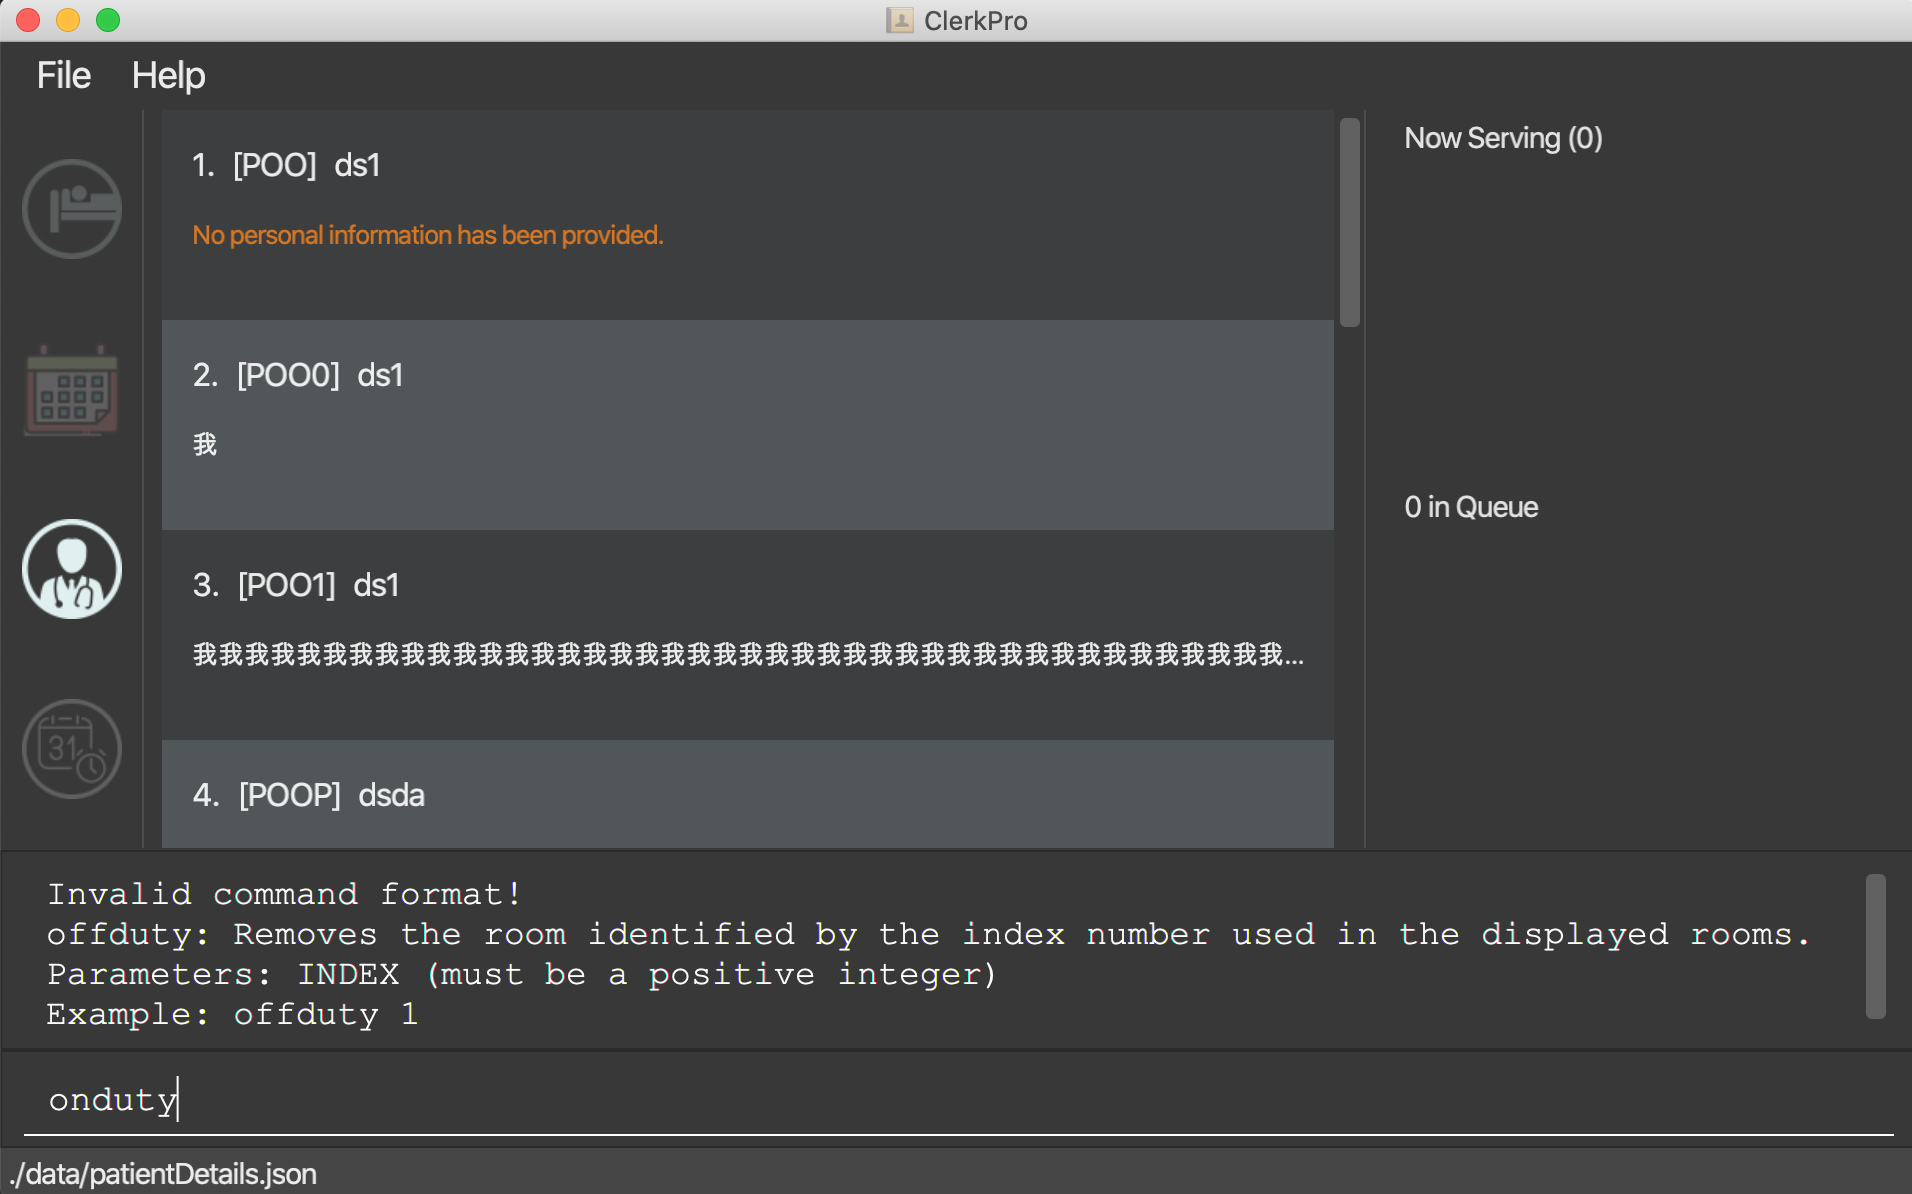 ClerkPro
File Help
1. [POO] ds1
No personal information has been provided.
2. [POO0] ds1
我
3. [POO1] ds1
我我我我我我我我我我我我我我我我我我我我我我我我我我我我我我我我我我我我我我我我我我...
4. [POOP] dsda
Now Serving (0)
0 in Queue
31
Invalid command format!
offduty: Removes the room identified by the index number used in the displayed rooms.
Parameters: INDEX (must be a positive integer)
Example: offduty 1
onduty
./data/patientDetails.json